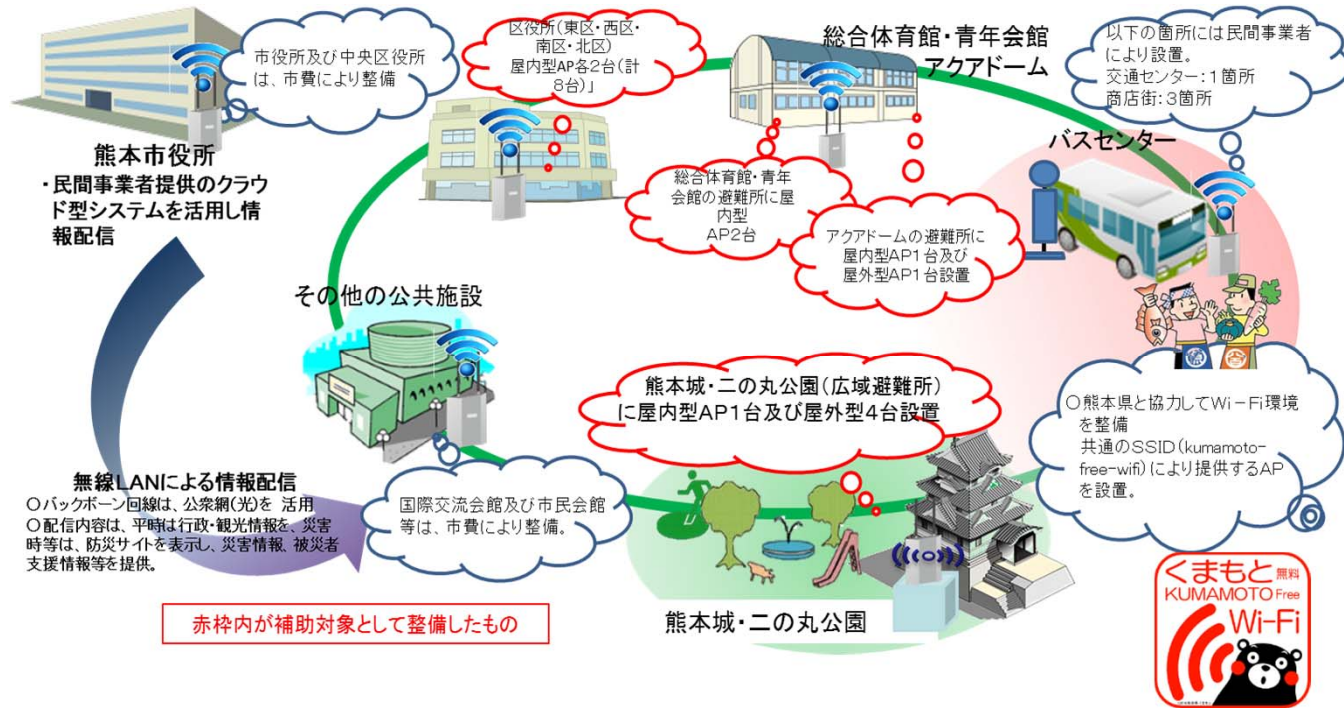 市役所及び中央区役所
は、市費により整備
区役所(東区・西区・
南区・北区)
屋内型AP各2台(計
8台)」
総合体育館・青年会館
アクアドーム
以下の箇所には民間事業者
により設置。
交通センター:1箇所
商店街:3箇所
熊本市役所
・民間事業者提供のクラウ
ド型システムを活用し情
報配信
総合体育館・青年
会館の避難所に屋
内型
AP2台
アクアドームの避難所に
屋内型AP1台及び
屋外型AP1台設置
バスセンター
その他の公共施設
熊本城・二の丸公園(広域避難所)
に屋内型AP1台及び屋外型4台設置
○熊本県と協力してWi-Fi環境
を整備
共通のSSID(kumamoto-
free-wifi)により提供するAP
を設置。
無線LANによる情報配信
○バックボーン回線は、公衆網(光)を 活用
○配信内容は、平時は行政・観光情報を、災害
時等は、防災サイトを表示し、災害情報、被災者
支援情報等を提供。
国際交流会館及び市民会館
等は、市費により整備。
赤枠内が補助対象として整備したもの
熊本城・二の丸公園
くまもと 無料
KUMAMOTO Free
Wi-Fi